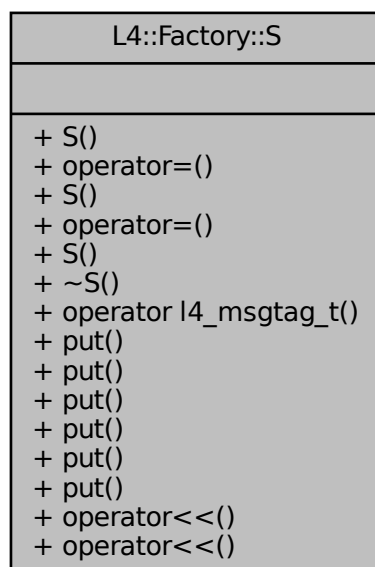 L4::Factory::S
+ S()
+ operator=()
+ S()
+ operator=()
+ S()
+ ~S()
+ operator l4_msgtag_t()
+ put()
+ put()
+ put()
+ put()
+ put()
+ put()
+ operator<<()
+ operator<<()